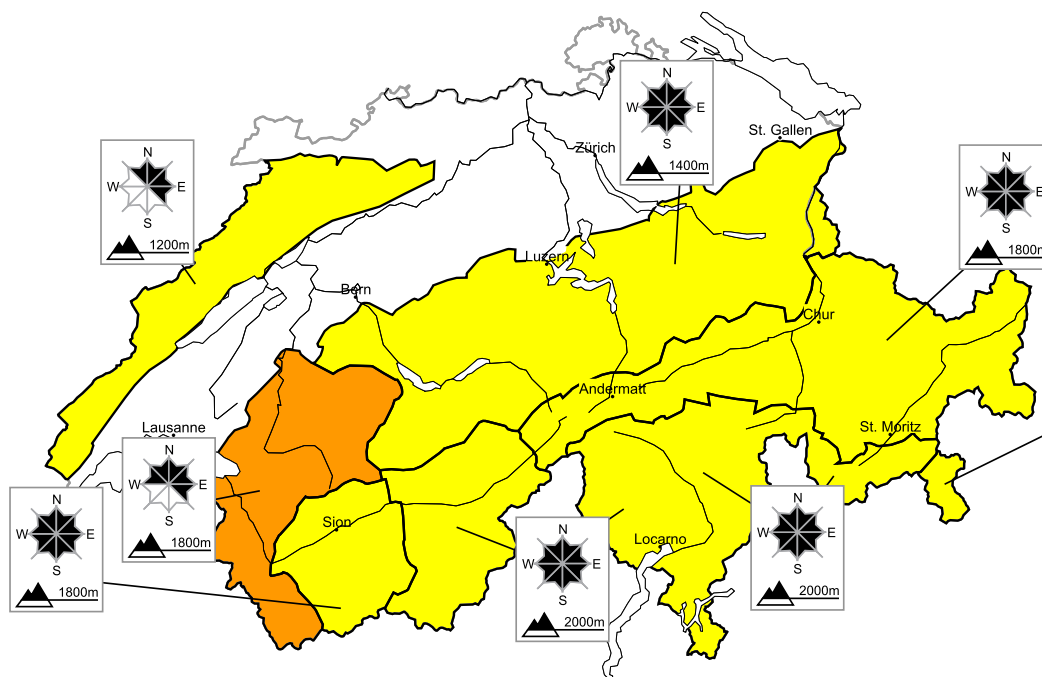 N
W E
S
1400m
St. Gallen
Zürich
N
W E
S
1200m
N
W E
S
1800m
Luzern
Bern
Chur
Andermatt
Lausanne
St. Moritz
N
W E
S
1800m
N
W E
S
1800m
Sion
N
W E
S
2000m
Locarno
N
W E
S
2000m